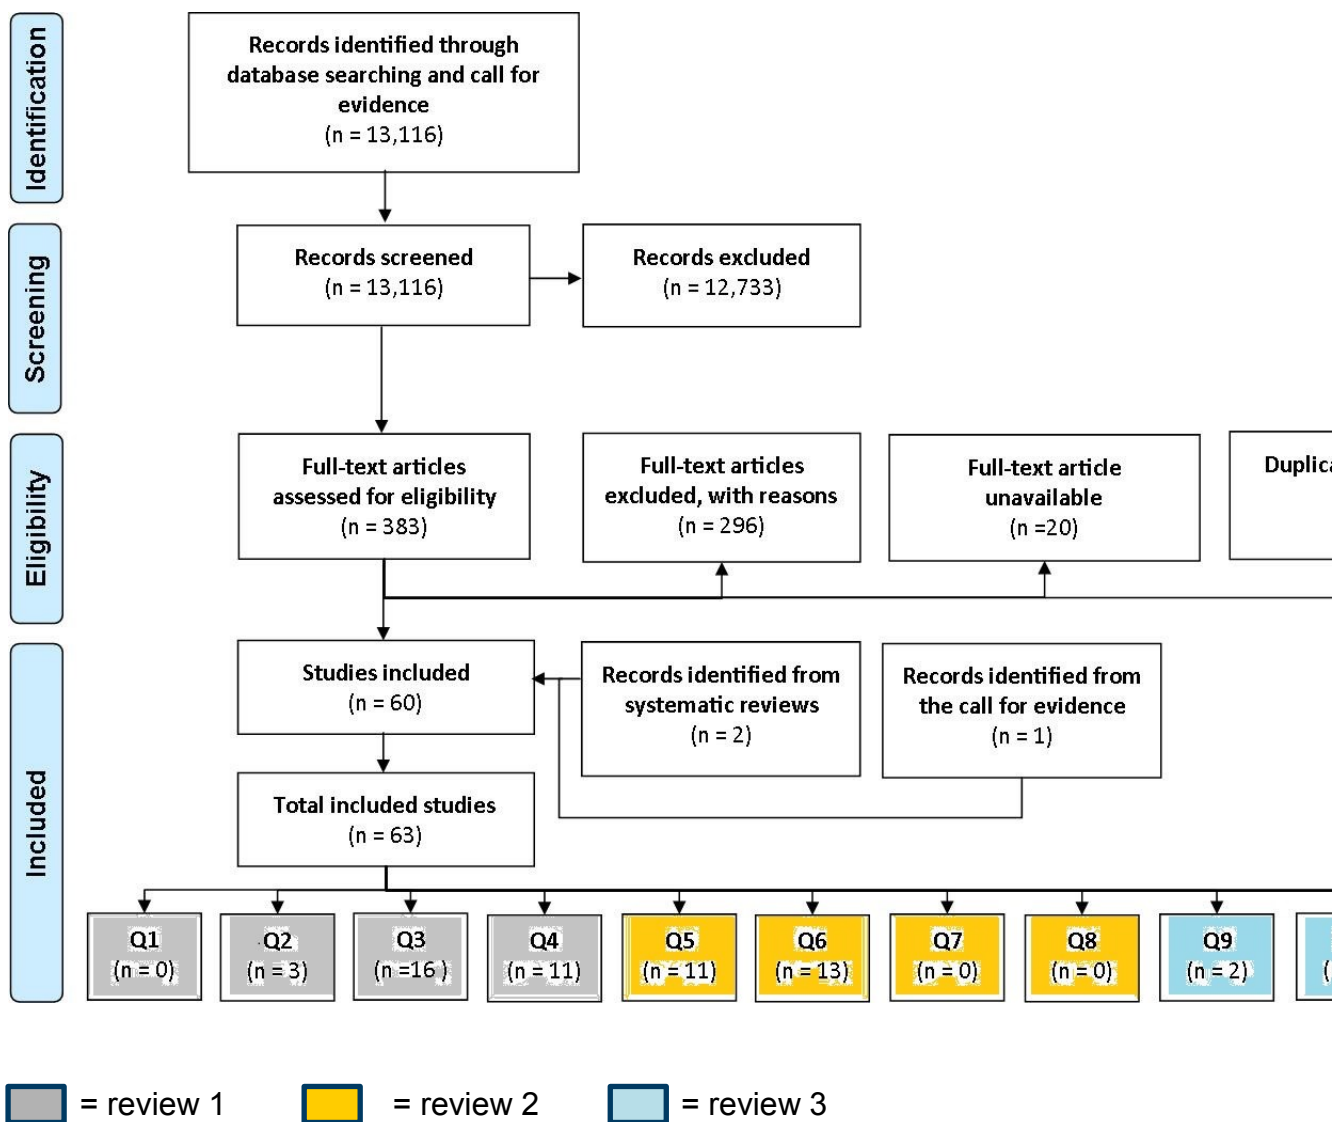 Identification
Records identified through
database searching and call for
evidence
(n = 13,116)
Screening
Records screened
(n = 13,116)
Records excluded
(n = 12,733)
Eligibility
Full-text articles
assessed for eligibility
(n = 383)
Full-text articles
excluded, with reasons
(n = 296)
Full-text article
unavailable
(n =20)
Included
Studies included
(n = 60)
Records identified from
systematic reviews
(n = 2)
Records identified from
the call for evidence
(n = 1)
Total included studies
(n = 63)
Q1
(n = 0)
Q2
(n = 3)
Q3
(n =16 )
Q4
(n = 11)
Q5
(n = 11)
Q6
(n = 13)
Q7
(n = 0)
Q8
(n = 0)
Q9
(n = 2)
= review 1
= review 2
= review 3